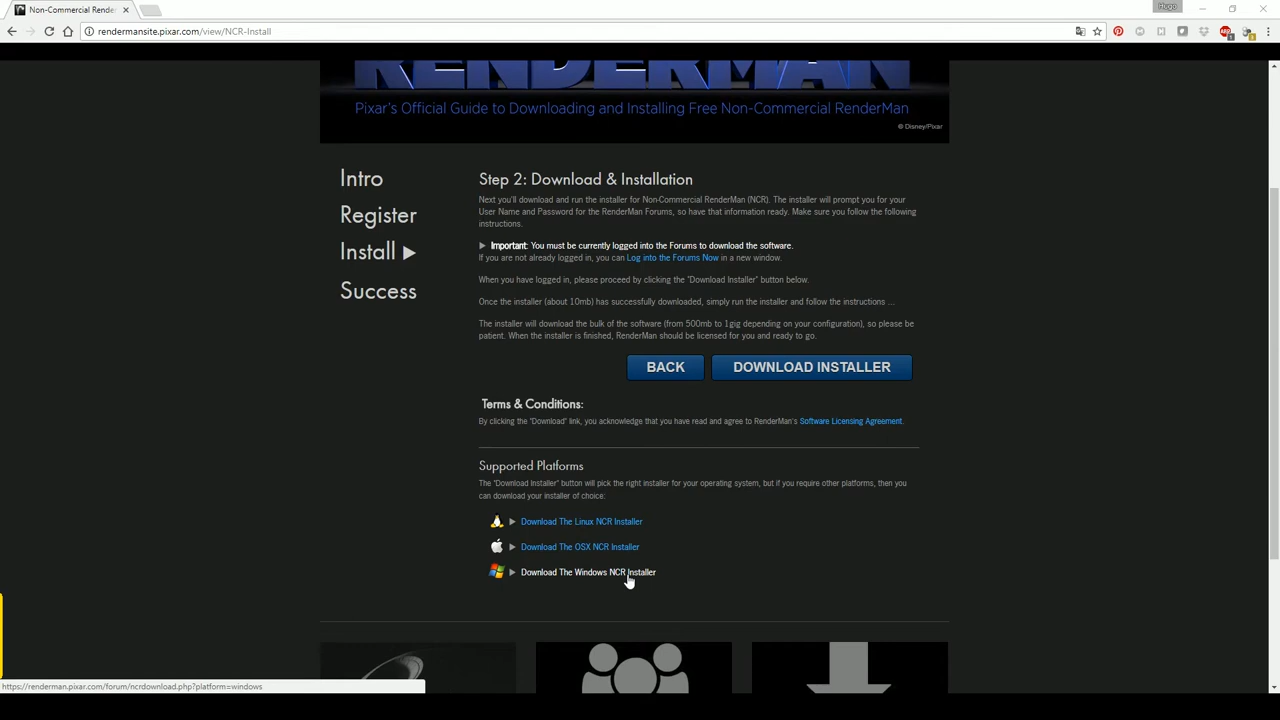 Non-Commercial Rende
Hugo
rendermansite.pixar.com/view/NCR-Install
RENDERMAN
Pixar's Official Guide to Downloading and Installing Free Non-Commercial RenderMan
© Disney/Pixar
Intro
Register
Install
Success
Step 2: Download & Installation
Next you'll download and run the installer for Non-Commercial RenderMan (NCR). The installer will prompt you for your
User Name and Password for the RenderMan Forums, so have that information ready. Make sure you follow the following
instructions.
Important: You must be currently logged into the Forums to download the software.
If you are not already logged in, you can Log into the Forums Now in a new window.
When you have logged in, please proceed by clicking the "Download Installer" button below.
Once the installer (about 10mb) has successfully downloaded, simply run the installer and follow the instructions ...
The installer will download the bulk of the software (from 500mb to 1gig depending on your configuration), so please be
patient. When the installer is finished, RenderMan should be licensed for you and ready to go.
BACK DOWNLOAD INSTALLER
Terms & Conditions:
By clicking the "Download" link, you acknowledge that you have read and agree to RenderMan's Software Licensing Agreement.
Supported Platforms
The "Download Installer" button will pick the right installer for your operating system, but if you require other platforms, then you
can download your installer of choice:
Download The Linux NCR Installer
Download The OSX NCR Installer
Download The Windows NCR Installer
https://renderman.pixar.com/forum/ncrdownload.php?platform=windows